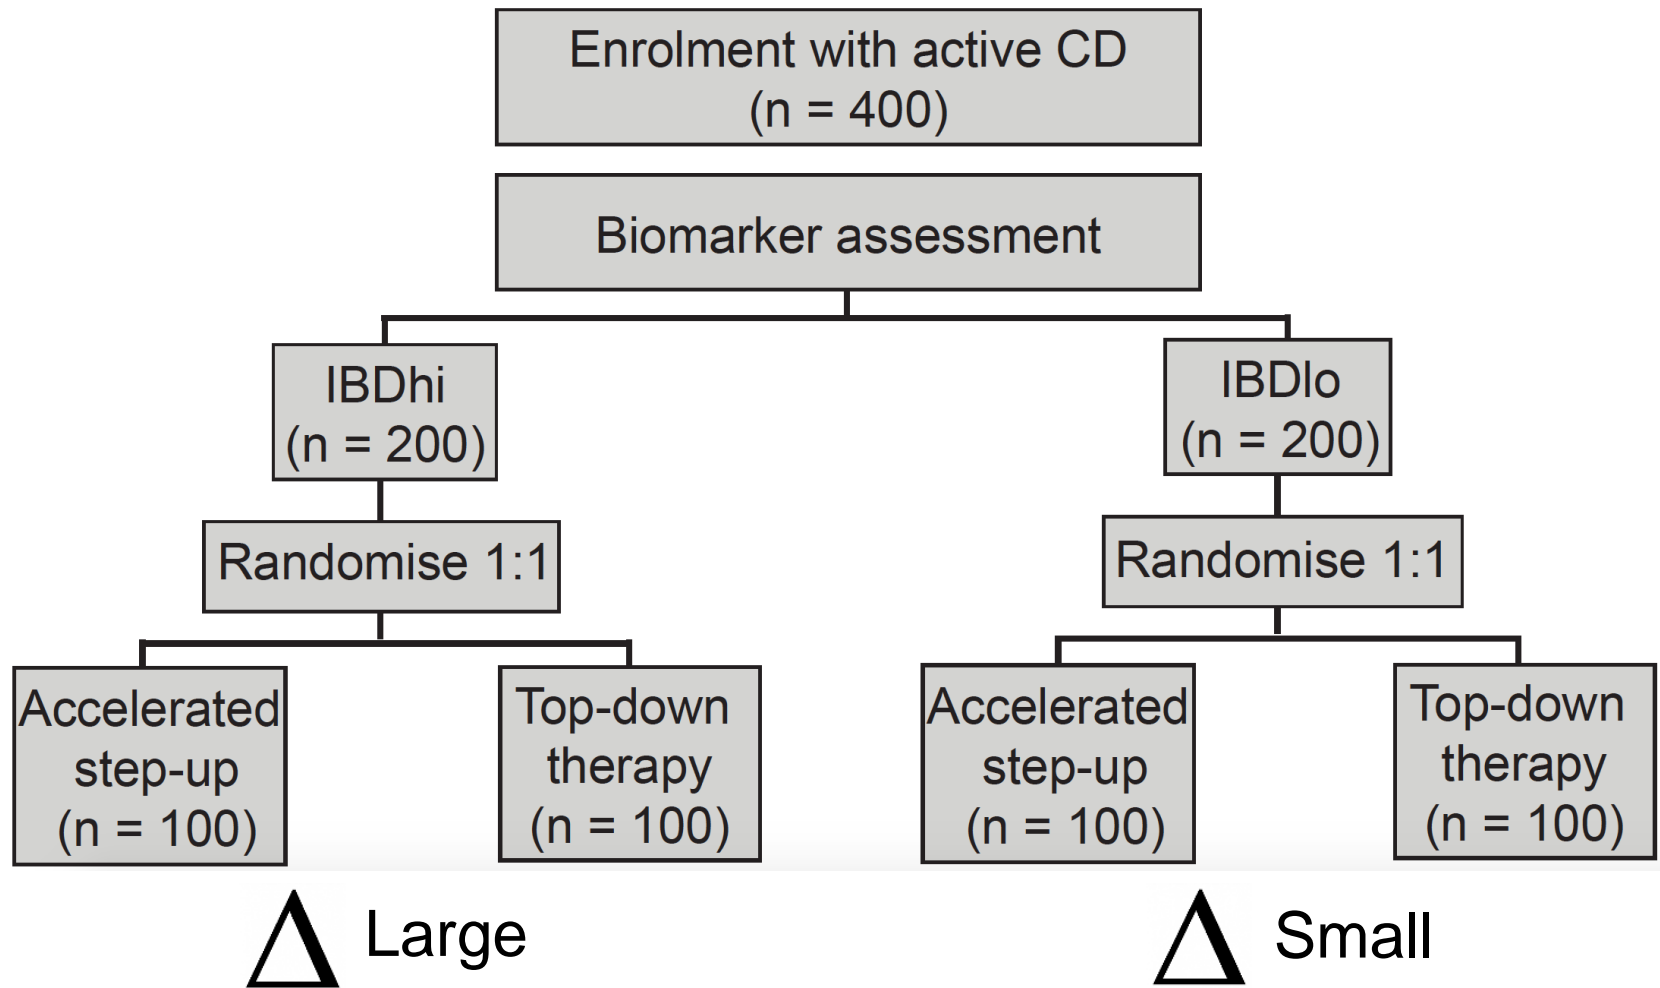 Enrolment with active CD
(n = 400)
Biomarker assessment
IBDhi
(n = 200)
IBDlo
(n = 200)
Randomise 1:1
Randomise 1:1
Accelerated
step-up
(n = 100)
Top-down
therapy
(n = 100)
Accelerated
step-up
(n = 100)
Top-down
therapy
(n = 100)
Δ Large
Δ Small